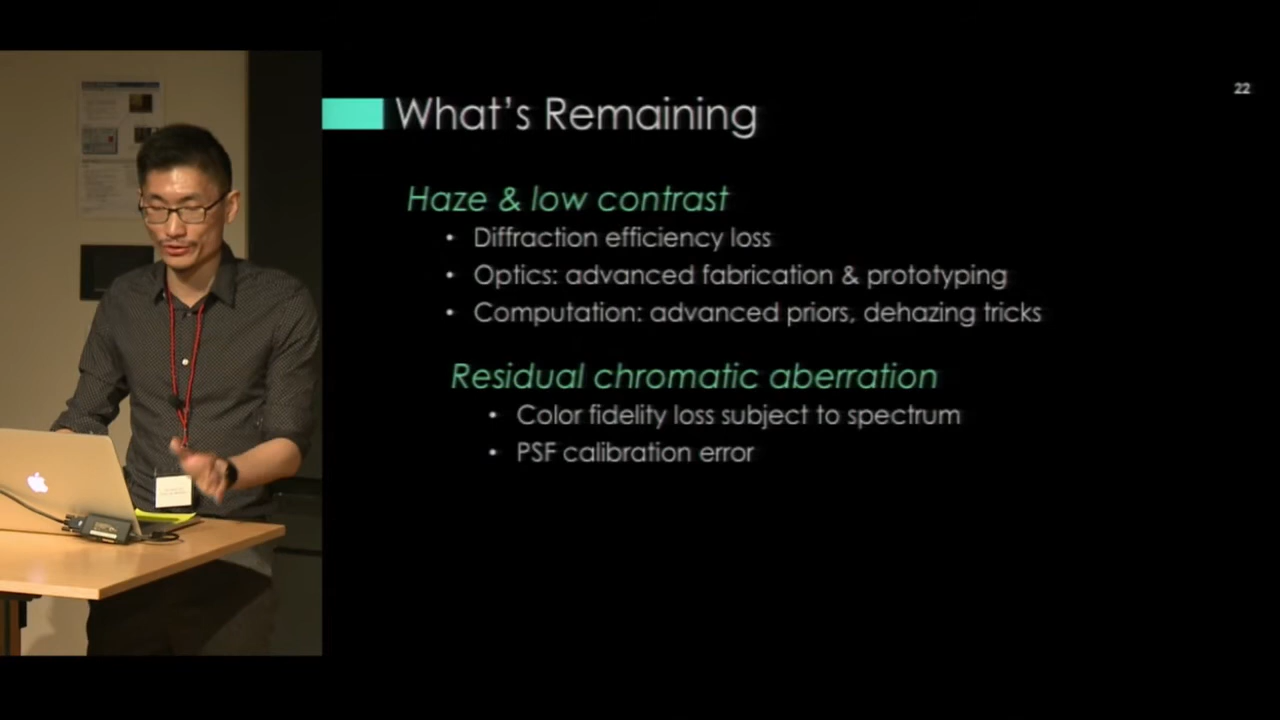 22
What's Remaining
Haze & low contrast
• Diffraction efficiency loss
• Optics: advanced fabrication & prototyping
• Computation: advanced priors, dehazing tricks
Residual chromatic aberration
• Color fidelity loss subject to spectrum
• PSF calibration error